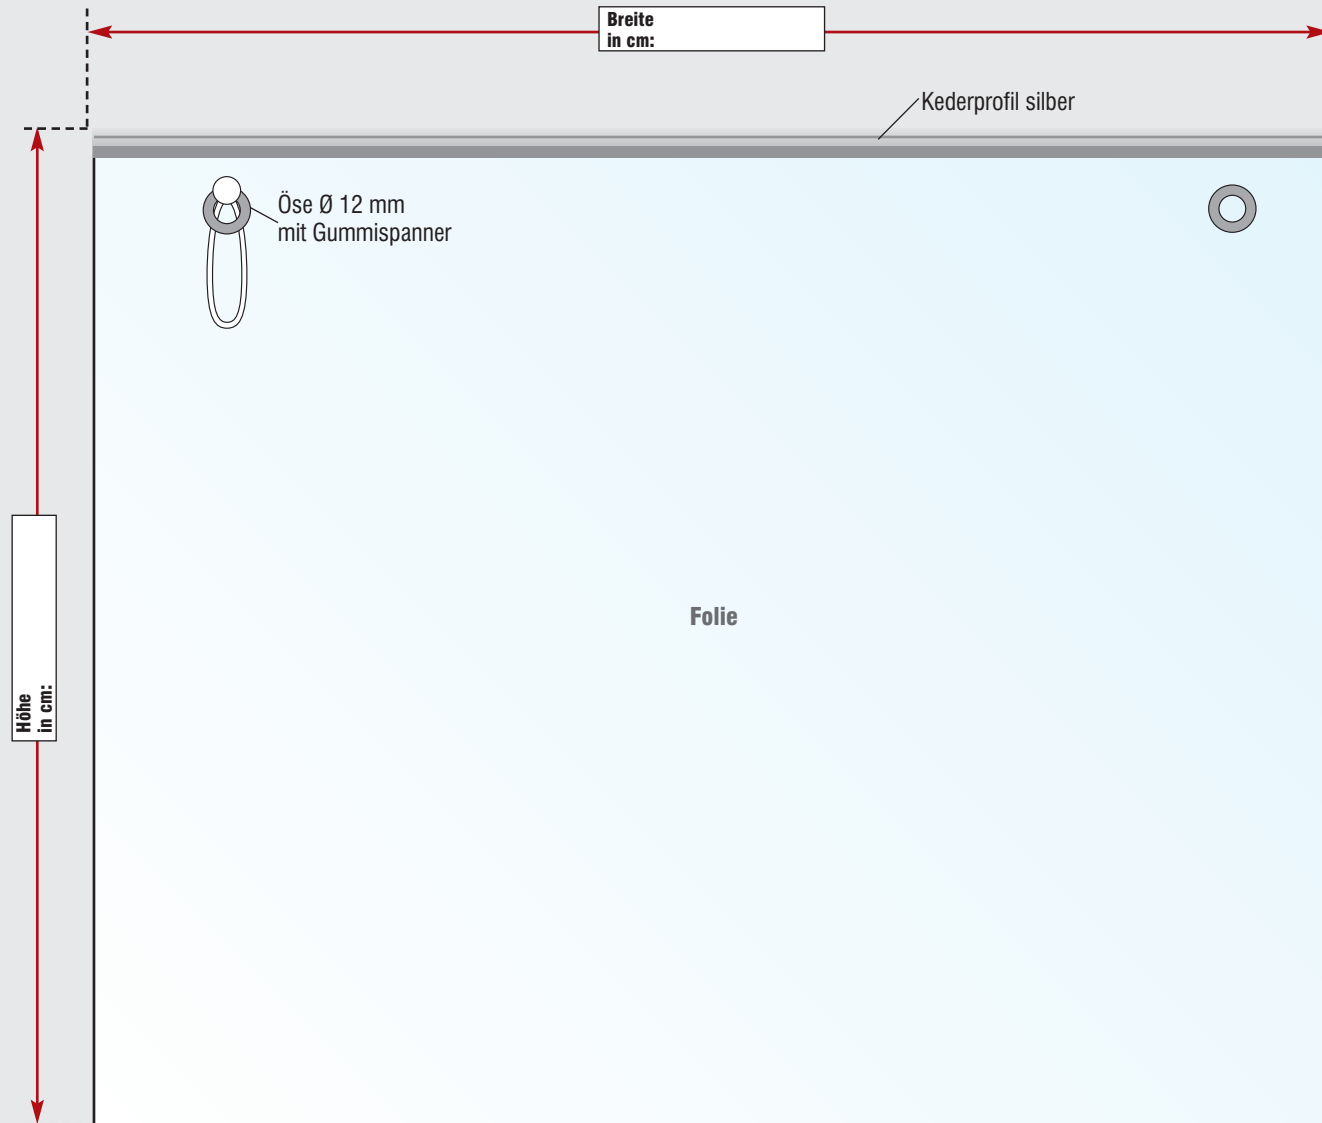 Breite
in cm:
Kederprofil silber
Öse Ø 12 mm
mit Gummispanner
Folie
Höhe
in cm: